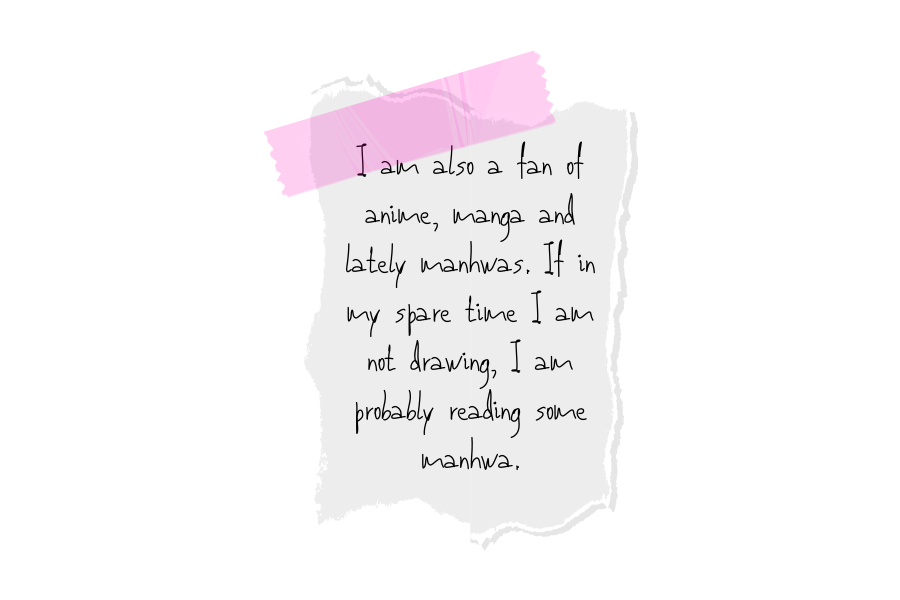 I am also a fan of
anime, manga and
lately manhwas. If in
my spare time I am
not drawing, I am
probably reading some
manhwa.